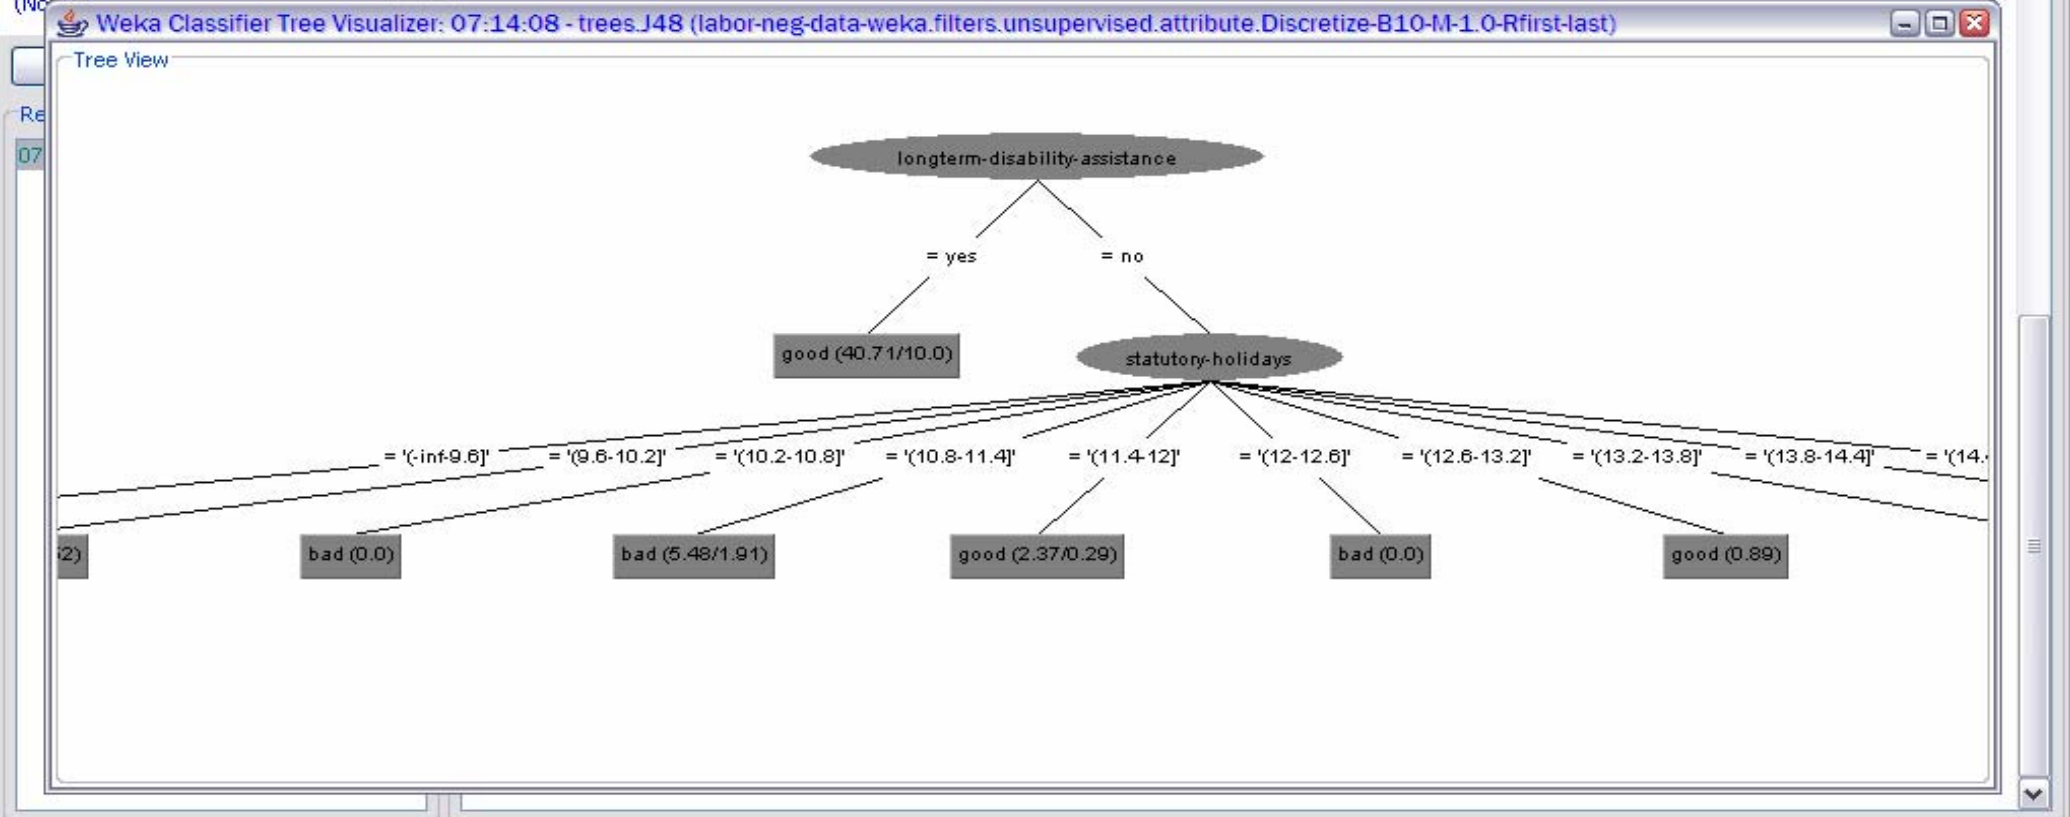 (No
Weka Classifier Tree Visualizer: 07:14:08 - trees.J48 (labor-neg-data-weka.filters.unsupervised.attribute.Discretize-B10-M-1.0-Rfirst-last)
Tree View
Re
07
longterm-disability-assistance
= yes
= no
good (40.71/10.0)
statutory-holidays
= '(-inf-9.6]'
= '(9.6-10.2]'
= '(10.2-10.8]'
= '(10.8-11.4]'
= '(11.4-12]'
= '(12-12.6]'
= '(12.6-13.2]'
= '(13.2-13.8]'
= '(13.8-14.4]'
= '(14.
52)
bad (0.0)
bad (5.48/1.91)
good (2.37/0.29)
bad (0.0)
good (0.89)